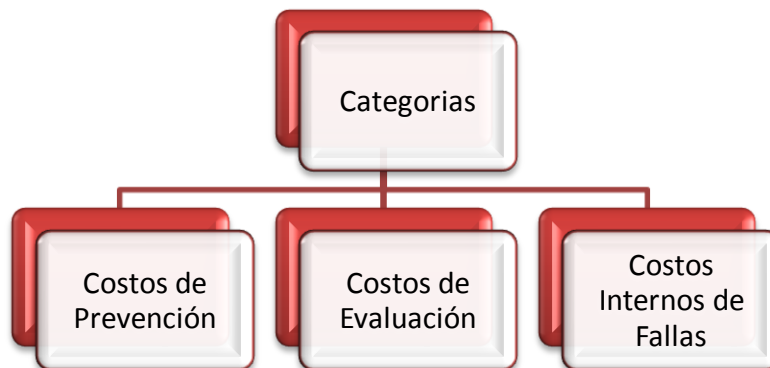 Categorias
Costos de
Prevención
Costos de
Evaluación
Costos
Internos de
Fallas